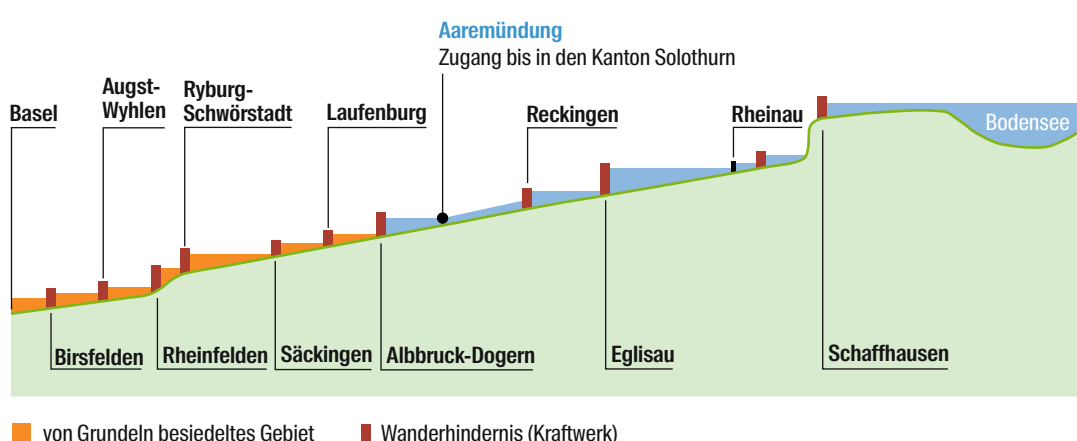 Aaremündung
Zugang bis in den Kanton Solothurn
Basel
Augst-
Wyhlen
Ryburg-
Schwörstadt
Laufenburg
Reckingen
Rheinau
Bodensee
Birsfelden
Rheinfelden
Säckingen
Albbruck-Dogern
Eglisau
Schaffhausen
von Grundeln besiedeltes Gebiet
Wanderhindernis (Kraftwerk)